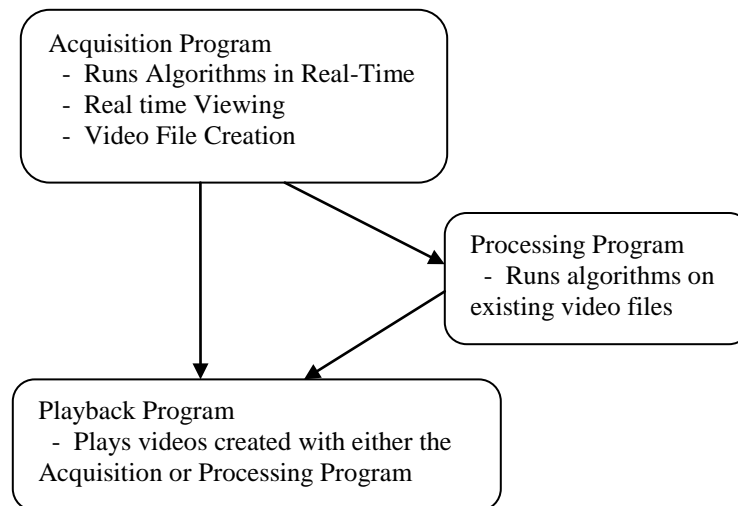 Acquisition Program
- Runs Algorithms in Real-Time
- Real time Viewing
- Video File Creation
Processing Program
- Runs algorithms on
existing video files
Playback Program
- Plays videos created with either the
Acquisition or Processing Program